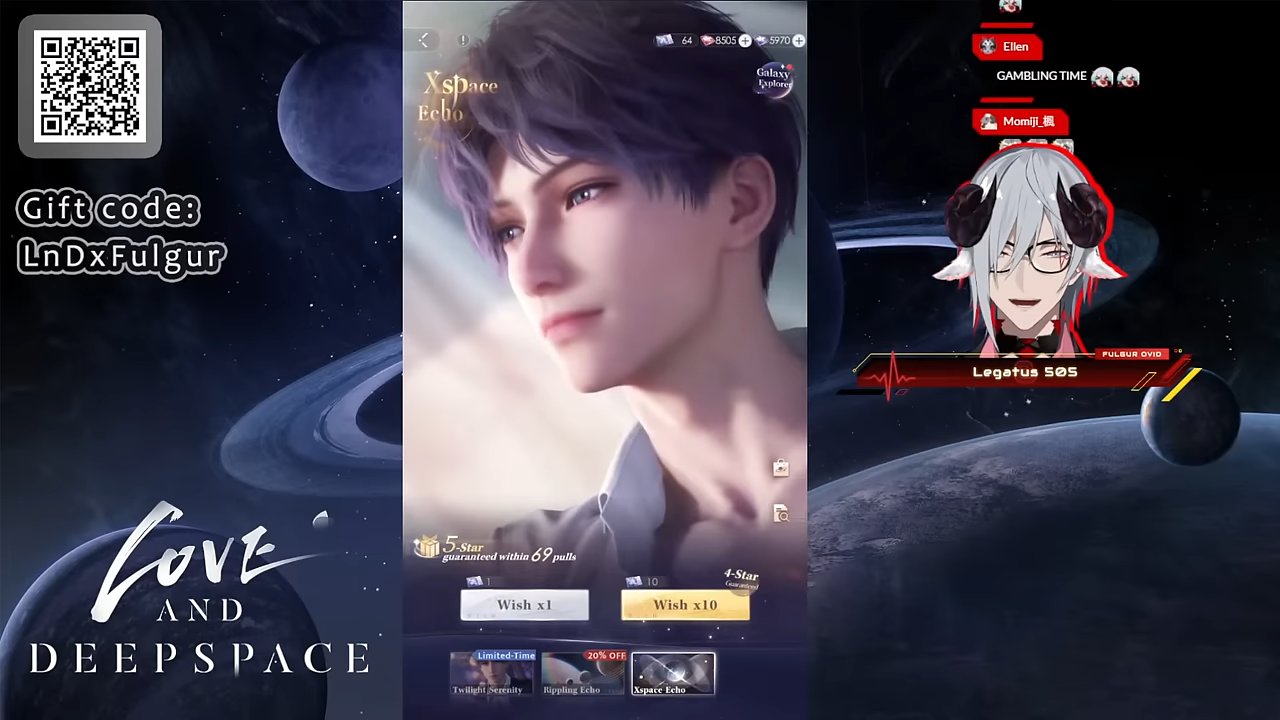 Gift code:
LnDxFulgur
LOVE
AND
DEEPSPACE
64
8505
5970
Xspace
Echo
Galaxy
Explorer
5-Star
guaranteed within 69 pulls
1
10
4-Star
Guaranteed
Wish x1
Wish x10
Limited-Time
Twilight Serenity
20% OFF
Rippling Echo
Xspace Echo
Ellen
GAMBLING TIME
Momiji_楓
FULGUR OVID
Legatus 505